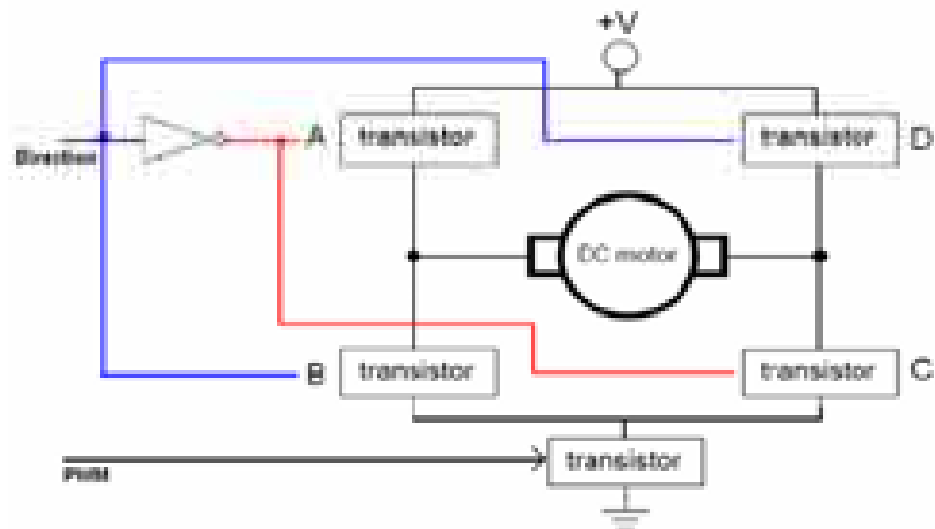 +V
A
transistor
transistor
D
Direction
DC motor
B
transistor
transistor
C
transistor
PWM